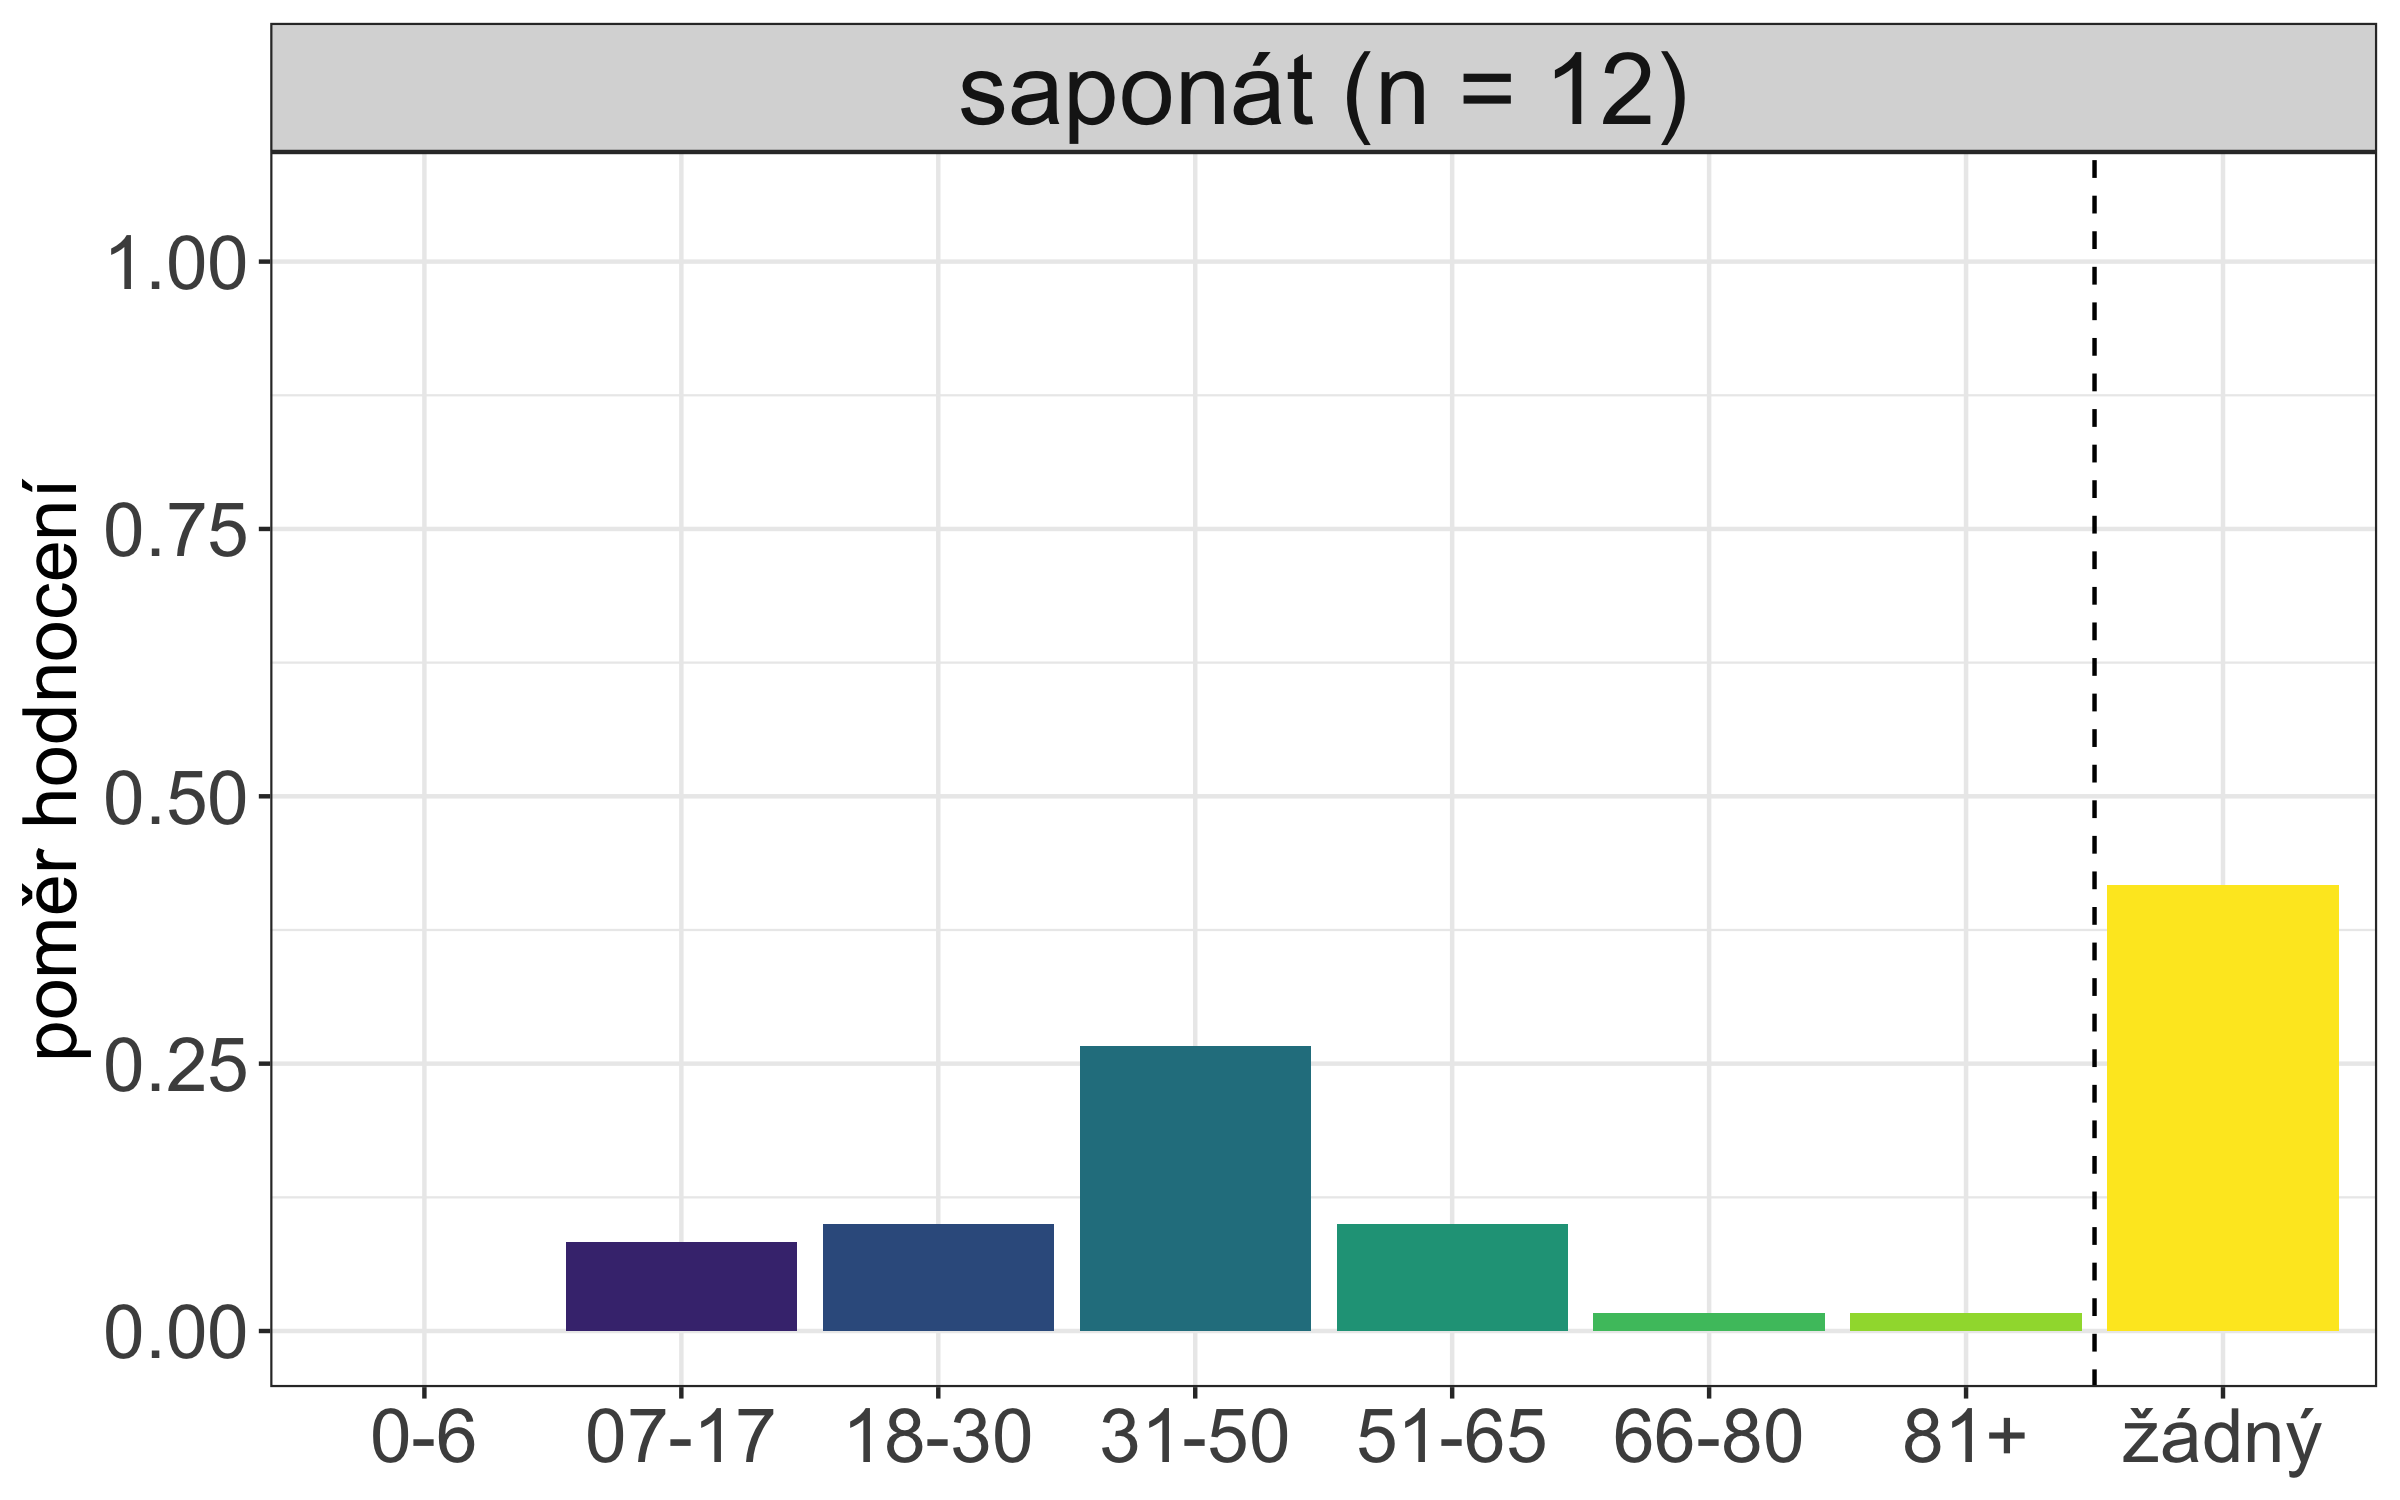 saponát (n = 12)
poměr hodnocení
1.00
0.75
0.50
0.25
0.00
0-6 07-17 18-30 31-50 51-65 66-80 81+ žádný